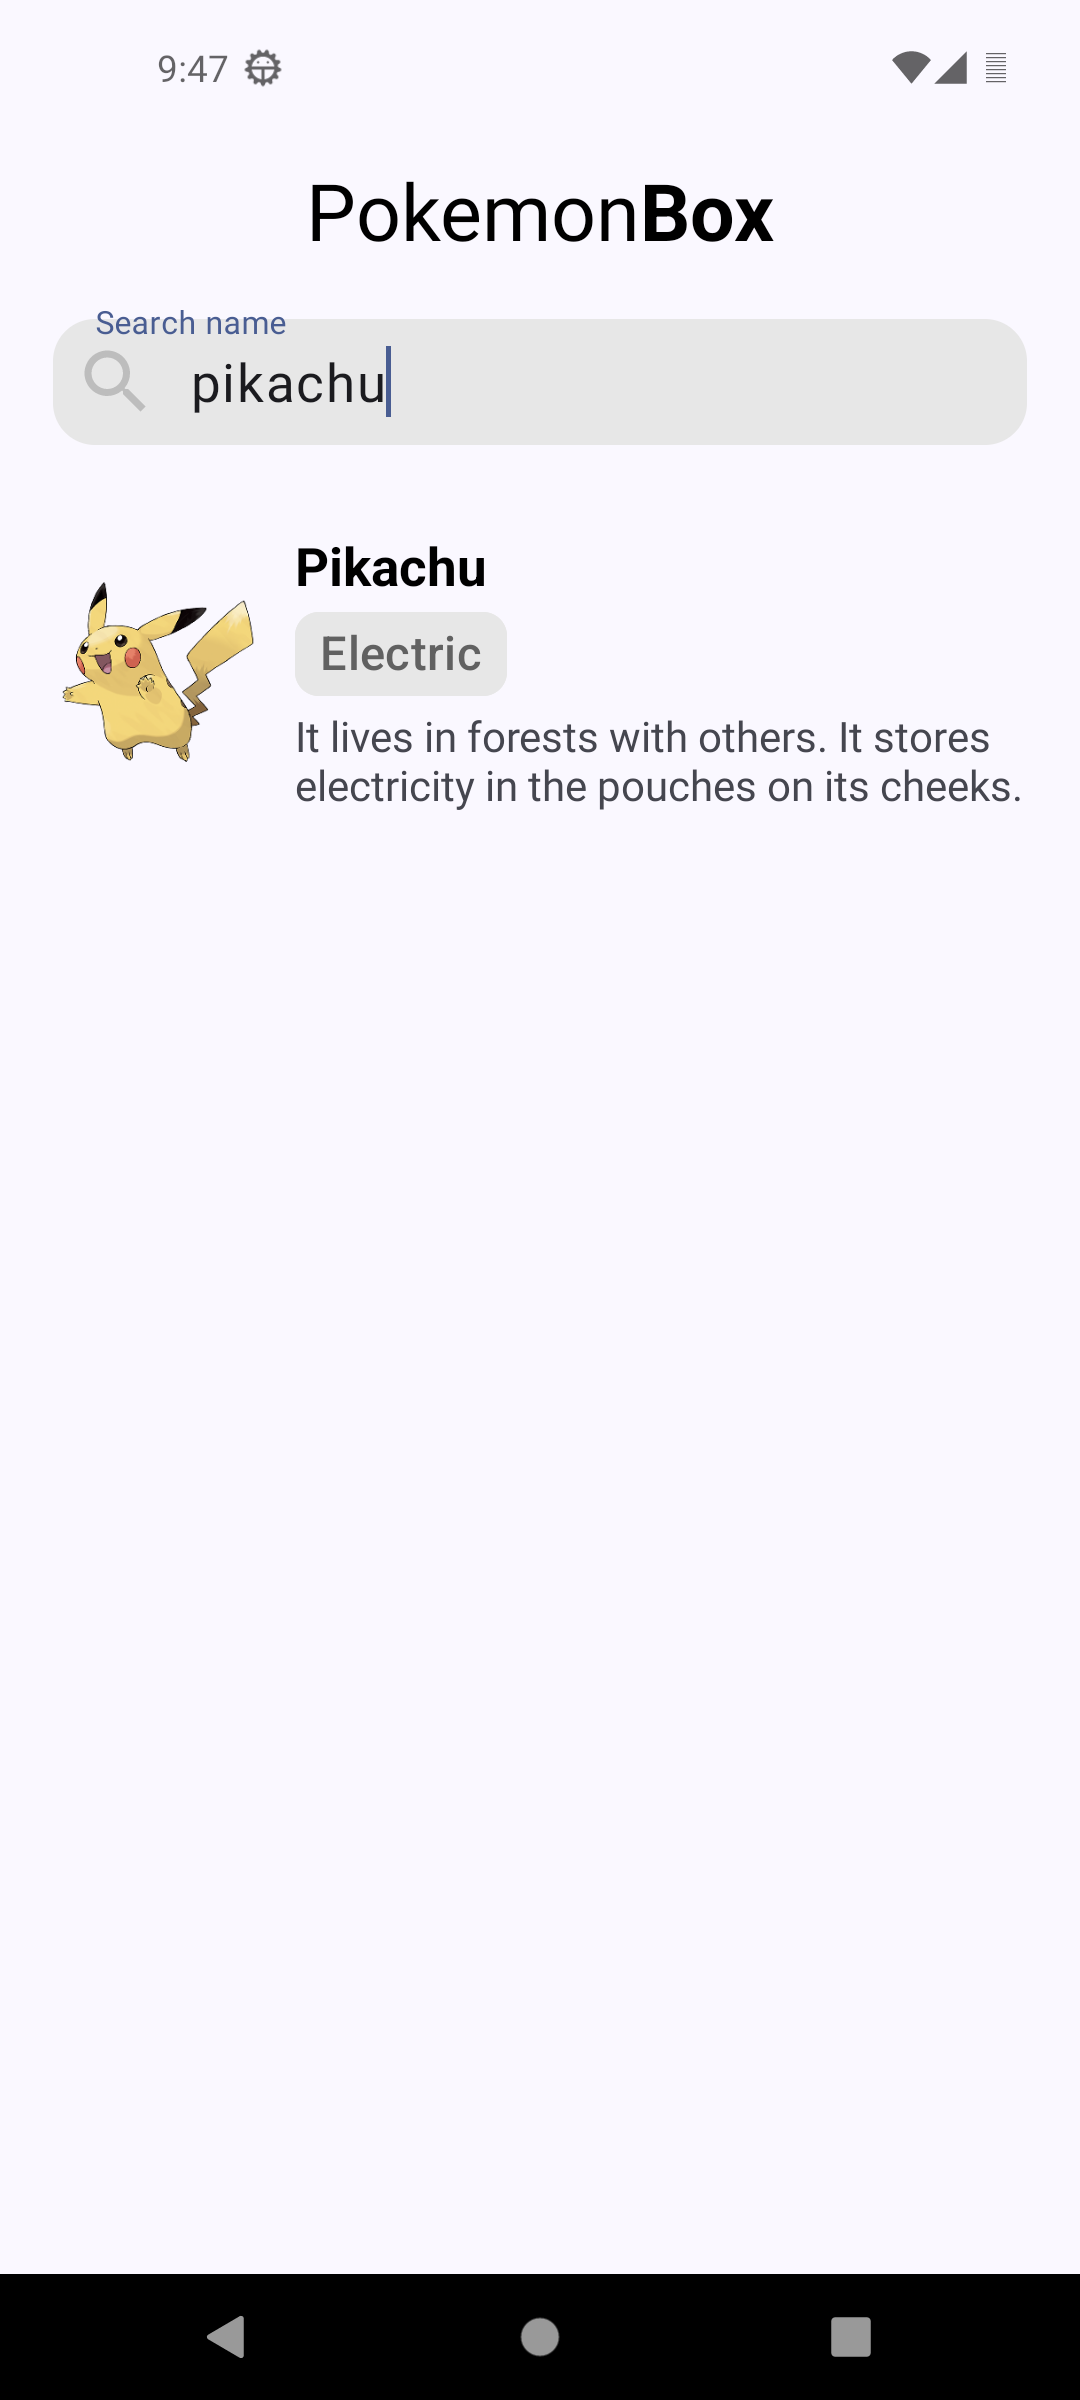 9:47
PokemonBox
Search name
pikachu
Pikachu
Electric
It lives in forests with others. It stores
electricity in the pouches on its cheeks.